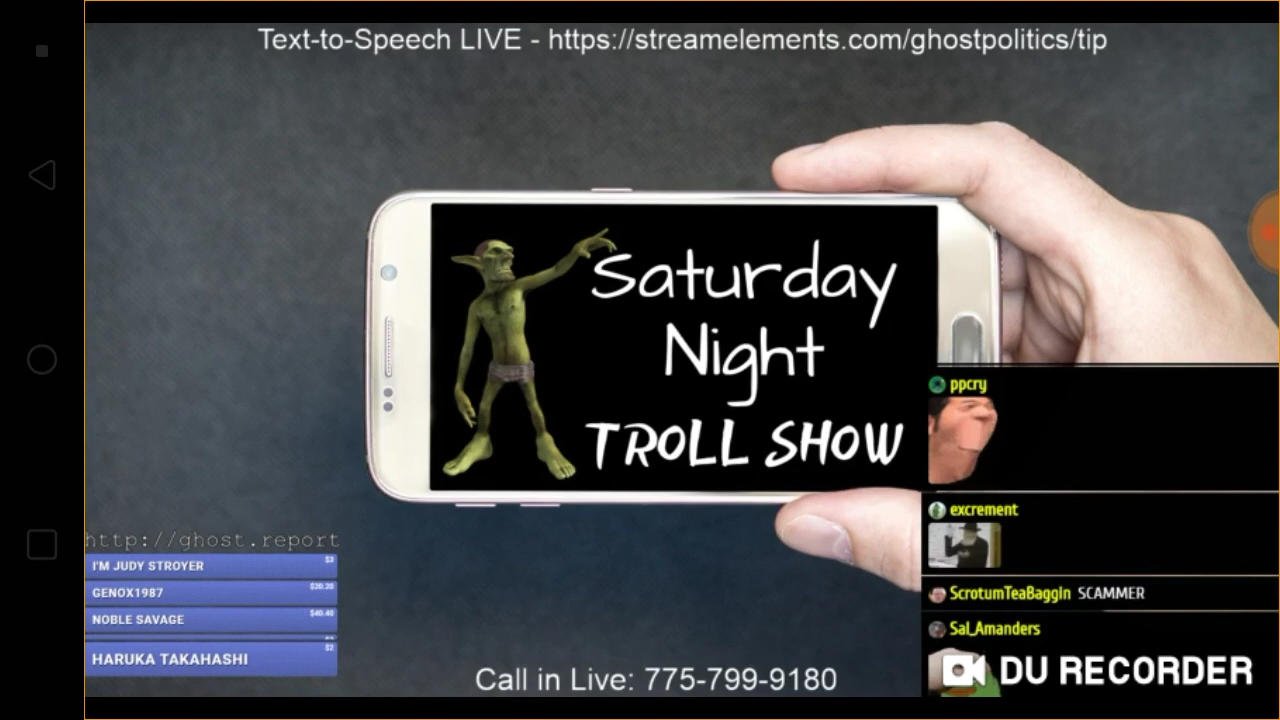 Text-to-Speech LIVE - https://streamelements.com/ghostpolitics/tip
Saturday
Night
TROLL SHOW
ppcry
excrement
ScrotumTeaBaggin SCAMMER
Sal_Amanders
http://ghost.report
I'M JUDY STROYER $3
GENOX1987 $20.20
NOBLE SAVAGE $40.40
HARUKA TAKAHASHI $2
Call in Live: 775-799-9180
DU RECORDER